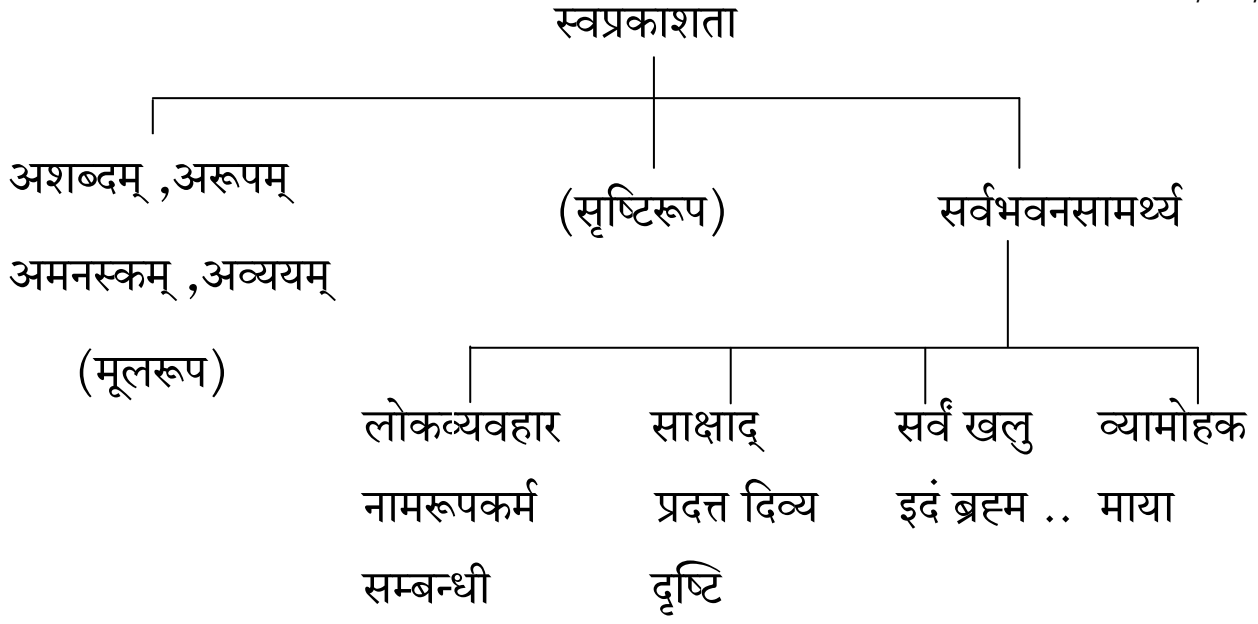 स्वप्रकाशता
अशब्दम् ,अरूपम्
अमनस्कम् ,अव्ययम्
(मूलरूप)
(सृष्टिरूप)
सर्वभवनसामर्थ्य
लोकव्यवहार
नामरूपकर्म
सम्बन्धी
साक्षाद्
प्रदत्त दिव्य
दृष्टि
सर्वं खलु
इदं ब्रह्म ..
व्यामोहक
माया